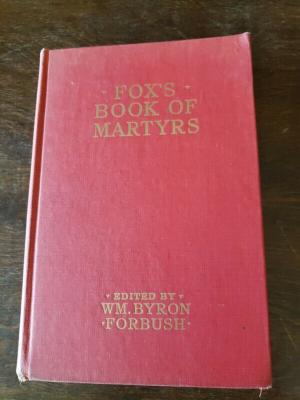 · FOX'S ·
BOOK OF
MARTYRS
▾ EDITED BY ▾
WM. BYRON
· FORBUSH ·